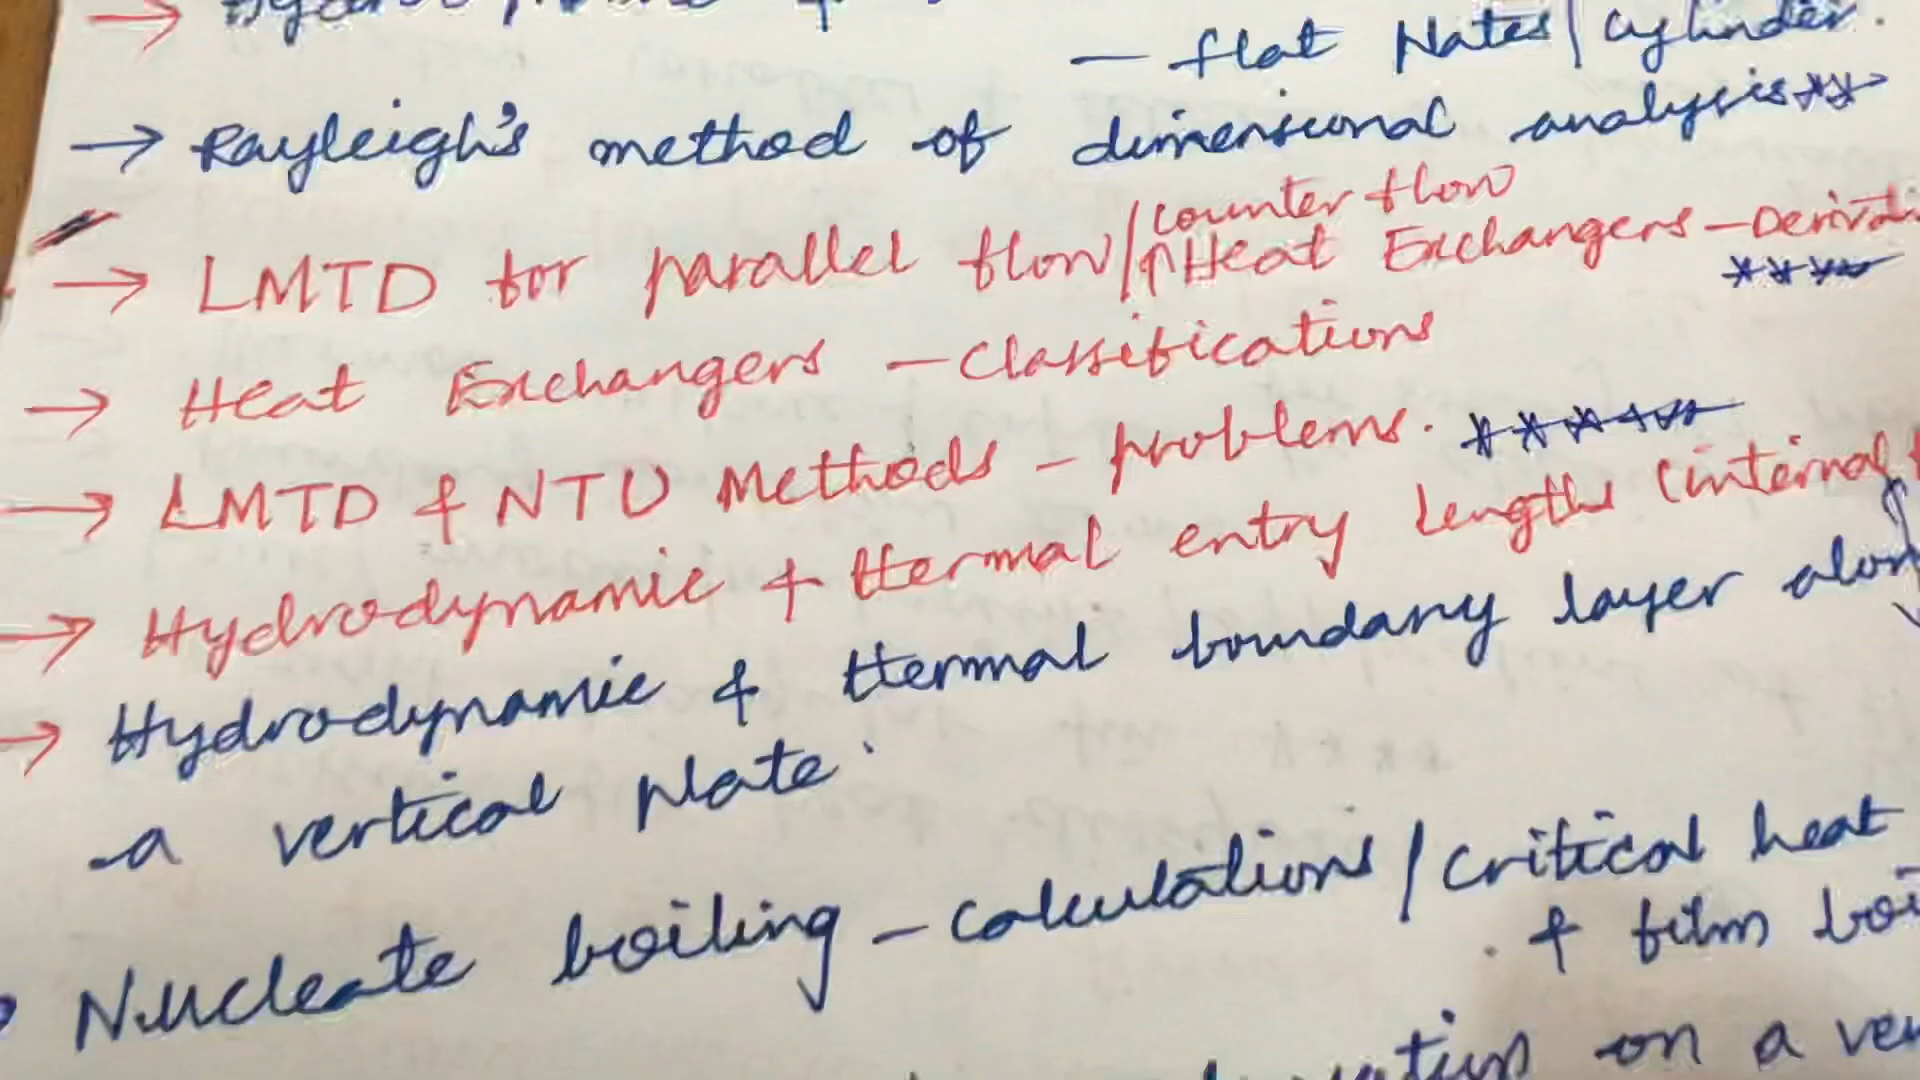 — flat plates / cylinder.
→ Rayleigh's method of dimensional analysis **
→ LMTD for parallel flow / counter flow Heat Exchangers — 
****
→ Heat Exchangers — Classifications
→ LMTD & NTU Methods — problems. ******
→ Hydrodynamic & thermal entry lengths (internal
→ Hydrodynamic & thermal boundary layer along
a vertical plate.
Nucleate boiling — calculations / critical heat
& film
on a